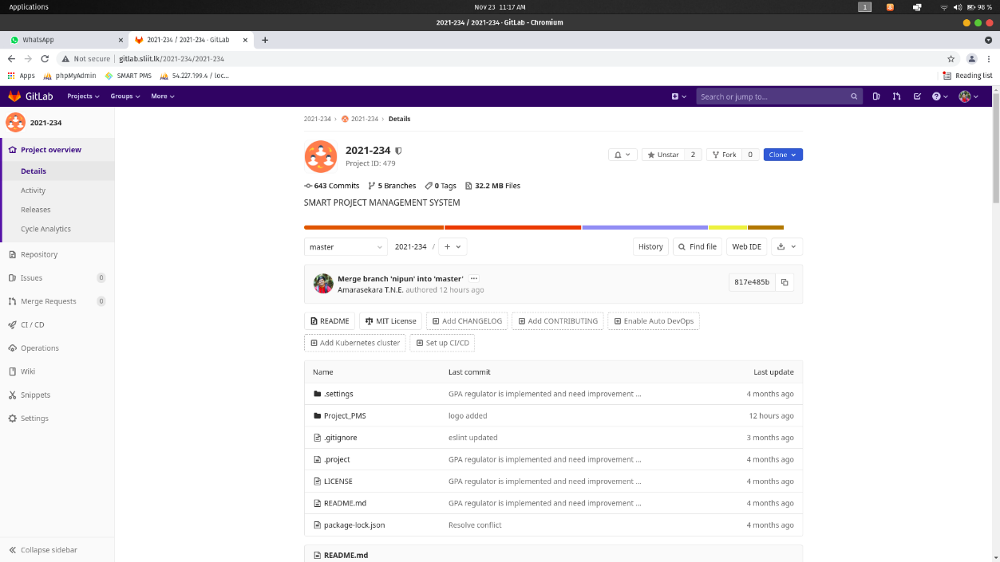 Applications
Nov 23 11:17 AM
1
98 %
2021-234 / 2021-234 · GitLab - Chromium
WhatsApp
2021-234 / 2021-234 · GitLab
Not secure
gitlab.sliit.lk/2021-234/2021-234
Apps
phpMyAdmin
SMART PMS
54.227.199.4 / loc...
Reading list
GitLab
Projects
Groups
More
Search or jump to...
2021-234
Project overview
Details
Activity
Releases
Cycle Analytics
Repository
Issues 0
Merge Requests 0
CI / CD
Operations
Wiki
Snippets
Settings
Collapse sidebar
2021-234 › 2021-234 › Details
2021-234
Project ID: 479
Unstar 2
Fork 0
Clone
643 Commits 5 Branches 0 Tags 32.2 MB Files
SMART PROJECT MANAGEMENT SYSTEM
master
2021-234 / +
History
Find file
Web IDE
Merge branch 'nipun' into 'master' ...
Amarasekara T.N.E. authored 12 hours ago
817e485b
README
MIT License
Add CHANGELOG
Add CONTRIBUTING
Enable Auto DevOps
Add Kubernetes cluster
Set up CI/CD
Name Last commit Last update
.settings GPA regulator is implemented and need improvement ... 4 months ago
Project_PMS logo added 12 hours ago
.gitignore eslint updated 3 months ago
.project GPA regulator is implemented and need improvement ... 4 months ago
LICENSE GPA regulator is implemented and need improvement ... 4 months ago
README.md GPA regulator is implemented and need improvement ... 4 months ago
package-lock.json Resolve conflict 4 months ago
README.md